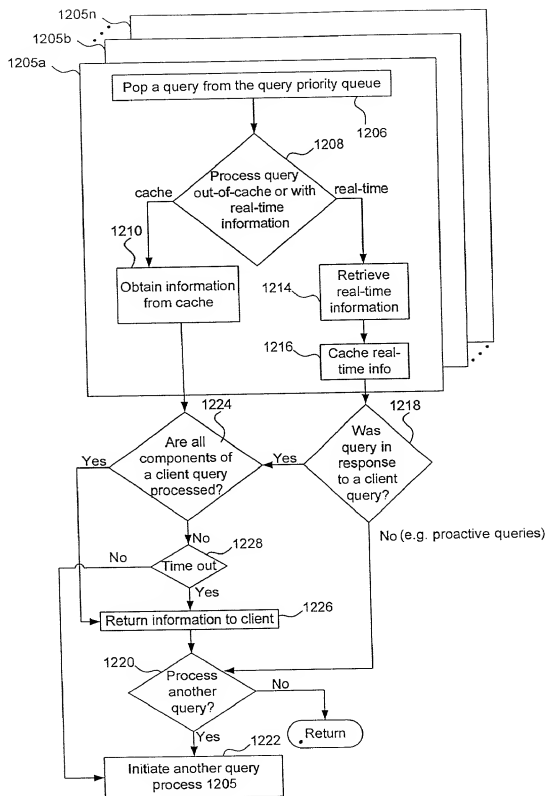 1205n
1205b
1205a
Pop a query from the query priority queue
1206
1208
Process query
out-of-cache or with
real-time
information
cache
real-time
1210
Obtain information
from cache
1214
Retrieve
real-time
information
1216
Cache real-
time info
1224
1218
Are all
components of
a client query
processed?
Yes
Yes
Was
query in
response
to a client
query?
No
No (e.g. proactive queries)
1228
No
Time out
Yes
1226
Return information to client
1220
Process
another
query?
No
Return
Yes
1222
Initiate another query
process 1205